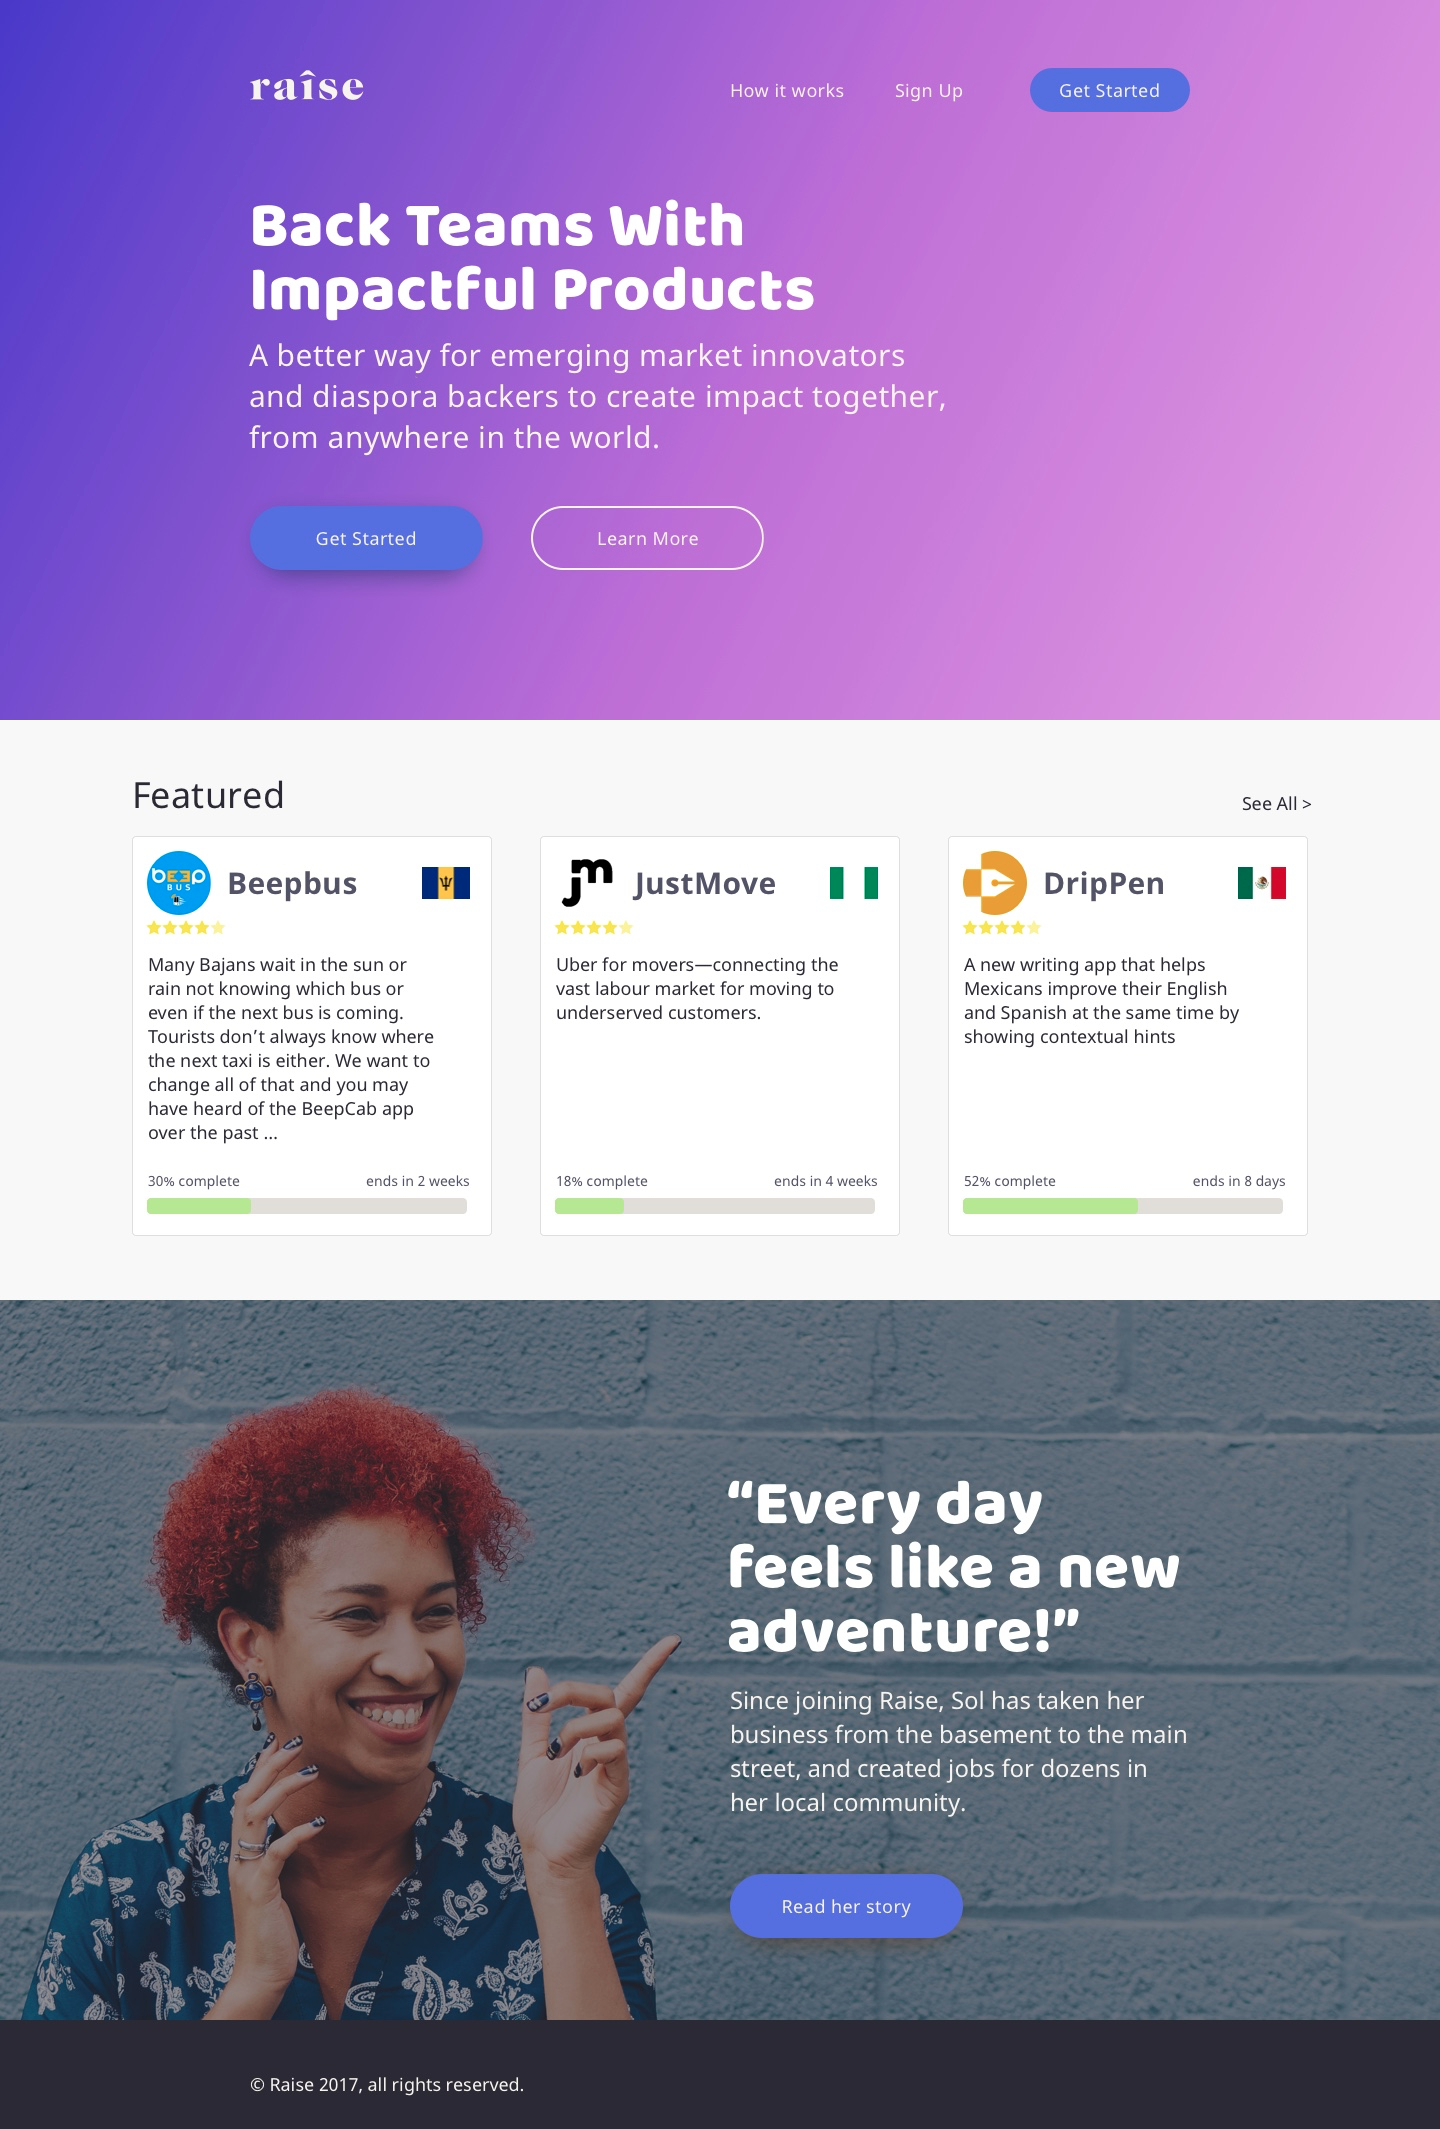 raise
How it works
Sign Up
Get Started
Back Teams With
Impactful Products
A better way for emerging market innovators
and diaspora backers to create impact together,
from anywhere in the world.
Get Started
Learn More
Featured
See All >
BEEP
BUS
Beepbus
Many Bajans wait in the sun or
rain not knowing which bus or
even if the next bus is coming.
Tourists don’t always know where
the next taxi is either. We want to
change all of that and you may
have heard of the BeepCab app
over the past ...
30% complete
ends in 2 weeks
jm
JustMove
Uber for movers—connecting the
vast labour market for moving to
underserved customers.
18% complete
ends in 4 weeks
DripPen
A new writing app that helps
Mexicans improve their English
and Spanish at the same time by
showing contextual hints
52% complete
ends in 8 days
“Every day
feels like a new
adventure!”
Since joining Raise, Sol has taken her
business from the basement to the main
street, and created jobs for dozens in
her local community.
Read her story
© Raise 2017, all rights reserved.